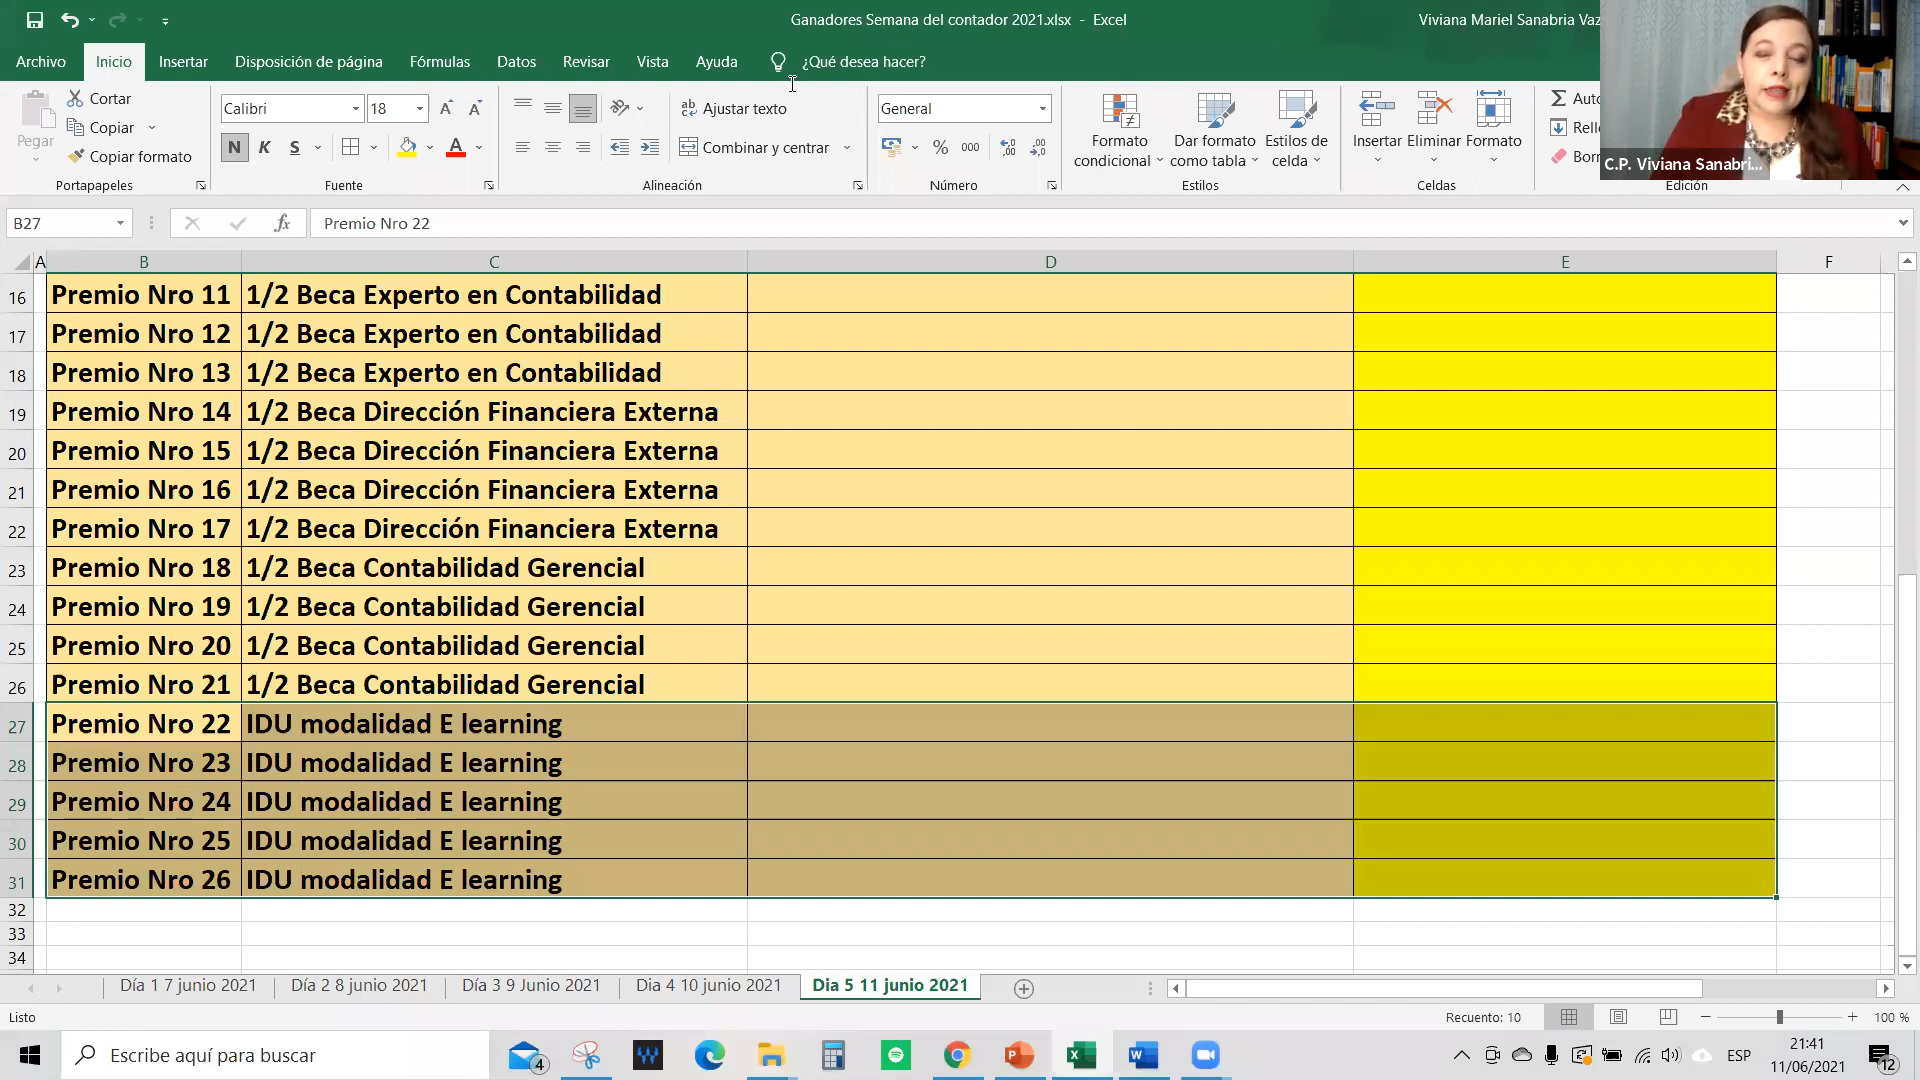 Ganadores Semana del contador 2021.xlsx - Excel
Viviana Mariel Sanabria Vaz
Archivo Inicio Insertar Disposición de página Fórmulas Datos Revisar Vista Ayuda ¿Qué desea hacer?
Pegar
Cortar
Copiar
Copiar formato
Portapapeles
Calibri 18
N K S
Fuente
Ajustar texto
Combinar y centrar
Alineación
General
% 000
Número
Formato condicional
Dar formato como tabla
Estilos de celda
Estilos
Insertar Eliminar Formato
Celdas
Auto
Relle
Borr
Edición
C.P. Viviana Sanabri...
B27 fx Premio Nro 22
A B C D E F
16 Premio Nro 11 1/2 Beca Experto en Contabilidad
17 Premio Nro 12 1/2 Beca Experto en Contabilidad
18 Premio Nro 13 1/2 Beca Experto en Contabilidad
19 Premio Nro 14 1/2 Beca Dirección Financiera Externa
20 Premio Nro 15 1/2 Beca Dirección Financiera Externa
21 Premio Nro 16 1/2 Beca Dirección Financiera Externa
22 Premio Nro 17 1/2 Beca Dirección Financiera Externa
23 Premio Nro 18 1/2 Beca Contabilidad Gerencial
24 Premio Nro 19 1/2 Beca Contabilidad Gerencial
25 Premio Nro 20 1/2 Beca Contabilidad Gerencial
26 Premio Nro 21 1/2 Beca Contabilidad Gerencial
27 Premio Nro 22 IDU modalidad E learning
28 Premio Nro 23 IDU modalidad E learning
29 Premio Nro 24 IDU modalidad E learning
30 Premio Nro 25 IDU modalidad E learning
31 Premio Nro 26 IDU modalidad E learning
32
33
34
Día 1 7 junio 2021 Día 2 8 junio 2021 Día 3 9 Junio 2021 Dia 4 10 junio 2021 Dia 5 11 junio 2021
Listo Recuento: 10 100 %
Escribe aquí para buscar
4
ESP
21:41
11/06/2021
12